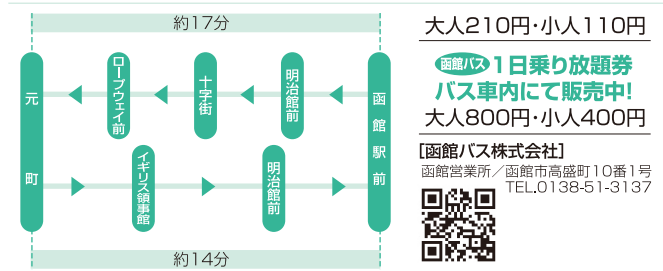 約17分
元町
ロープウェイ前
十字街
明治館前
函館駅前
イギリス領事館
明治館前
約14分
大人210円・小人110円
函館バス 1日乗り放題券
バス車内にて販売中!
大人800円・小人400円
[函館バス株式会社]
函館営業所/函館市高盛町10番1号
TEL.0138-51-3137